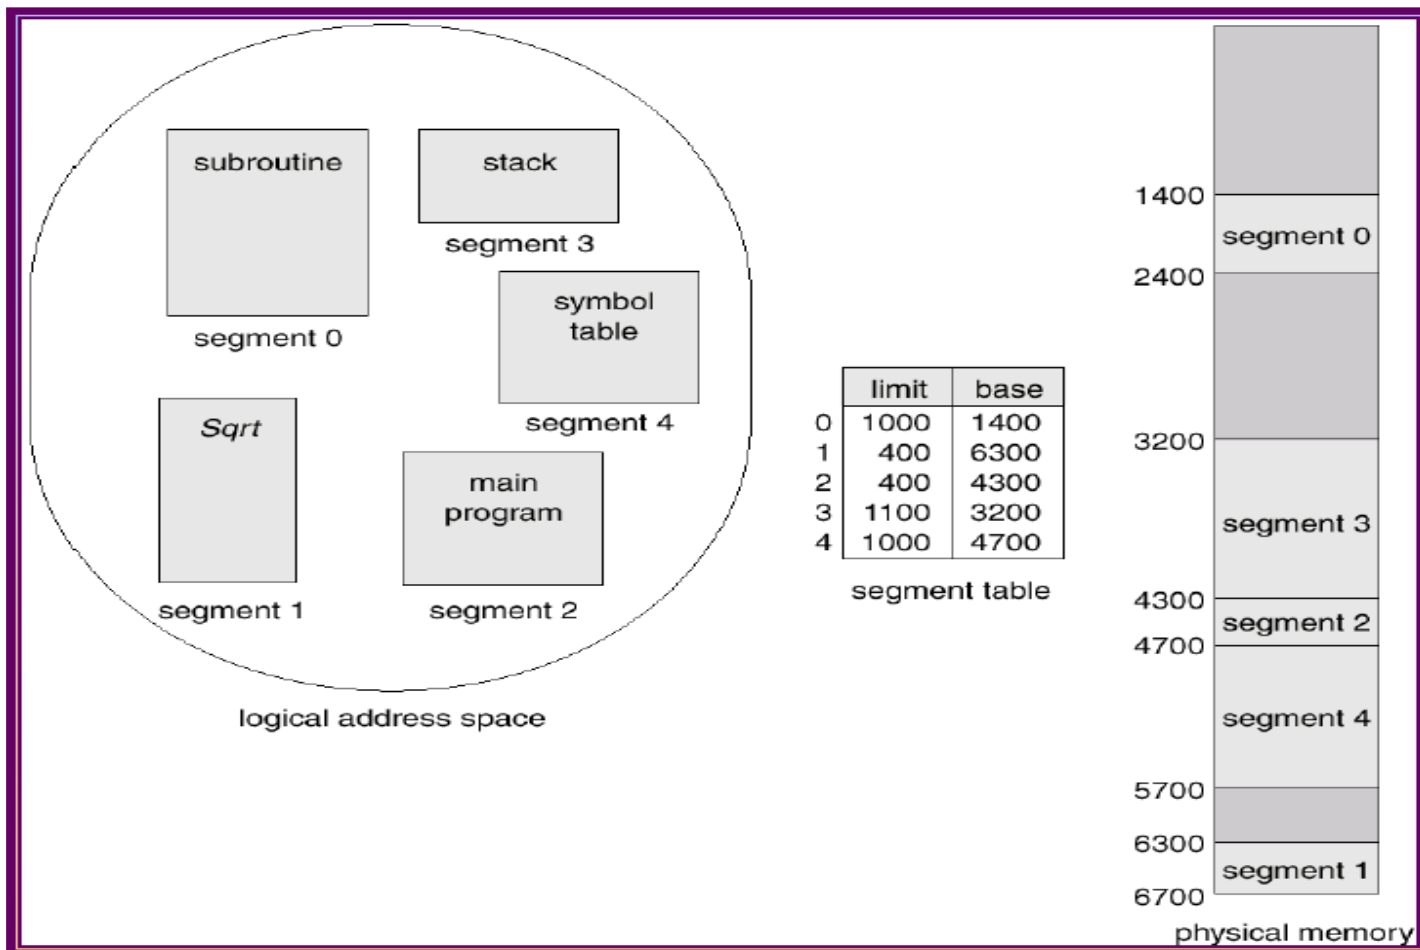 subroutine
stack
segment 3
symbol
table
segment 0
segment 4
Sqrt
main
program
segment 1
segment 2
logical address space
limit base
0 1000 1400
1 400 6300
2 400 4300
3 1100 3200
4 1000 4700
segment table
1400
segment 0
2400
3200
segment 3
4300
segment 2
4700
segment 4
5700
6300
segment 1
6700
physical memory